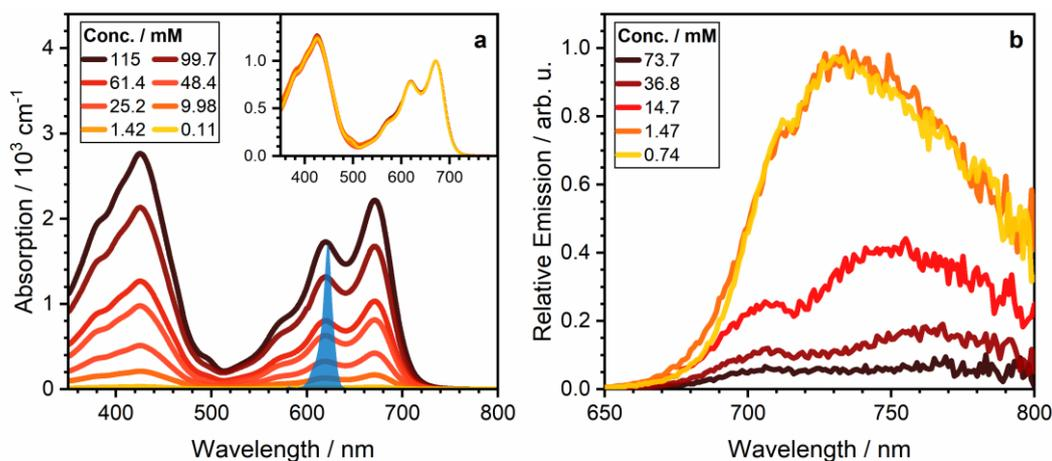 a
Conc. / mM
115 99.7
61.4 48.4
25.2 9.98
1.42 0.11
4
3
2
1
0
Absorption / 10³ cm⁻¹
400 500 600 700 800
Wavelength / nm
1.0
0.5
0.0
400 500 600 700
b
Conc. / mM
73.7
36.8
14.7
1.47
0.74
1.0
0.8
0.6
0.4
0.2
0.0
Relative Emission / arb. u.
650 700 750 800
Wavelength / nm